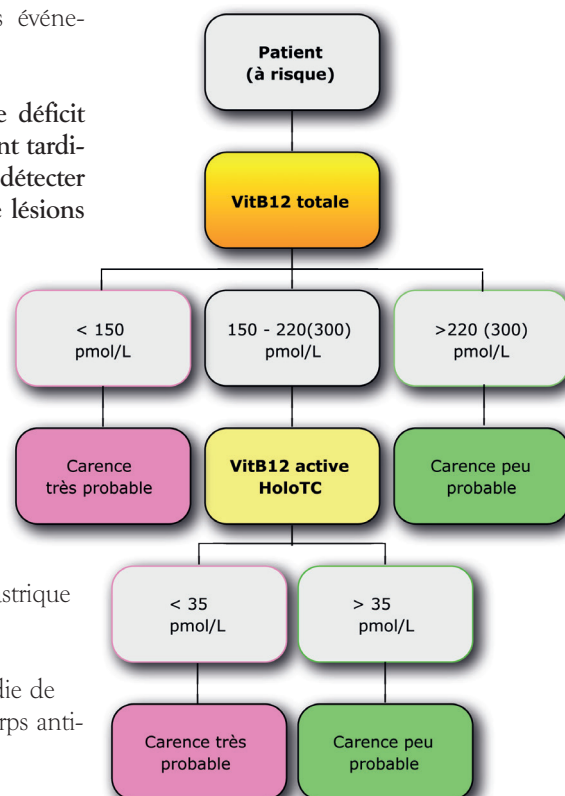 s événe-
e déficit
nt tardi-
détecter
e lésions
astrique
die de
rps anti-
Patient
(à risque)
VitB12 totale
< 150
pmol/L
150 - 220(300)
pmol/L
>220 (300)
pmol/L
Carence
très probable
VitB12 active
HoloTC
Carence peu
probable
< 35
pmol/L
> 35
pmol/L
Carence très
probable
Carence peu
probable